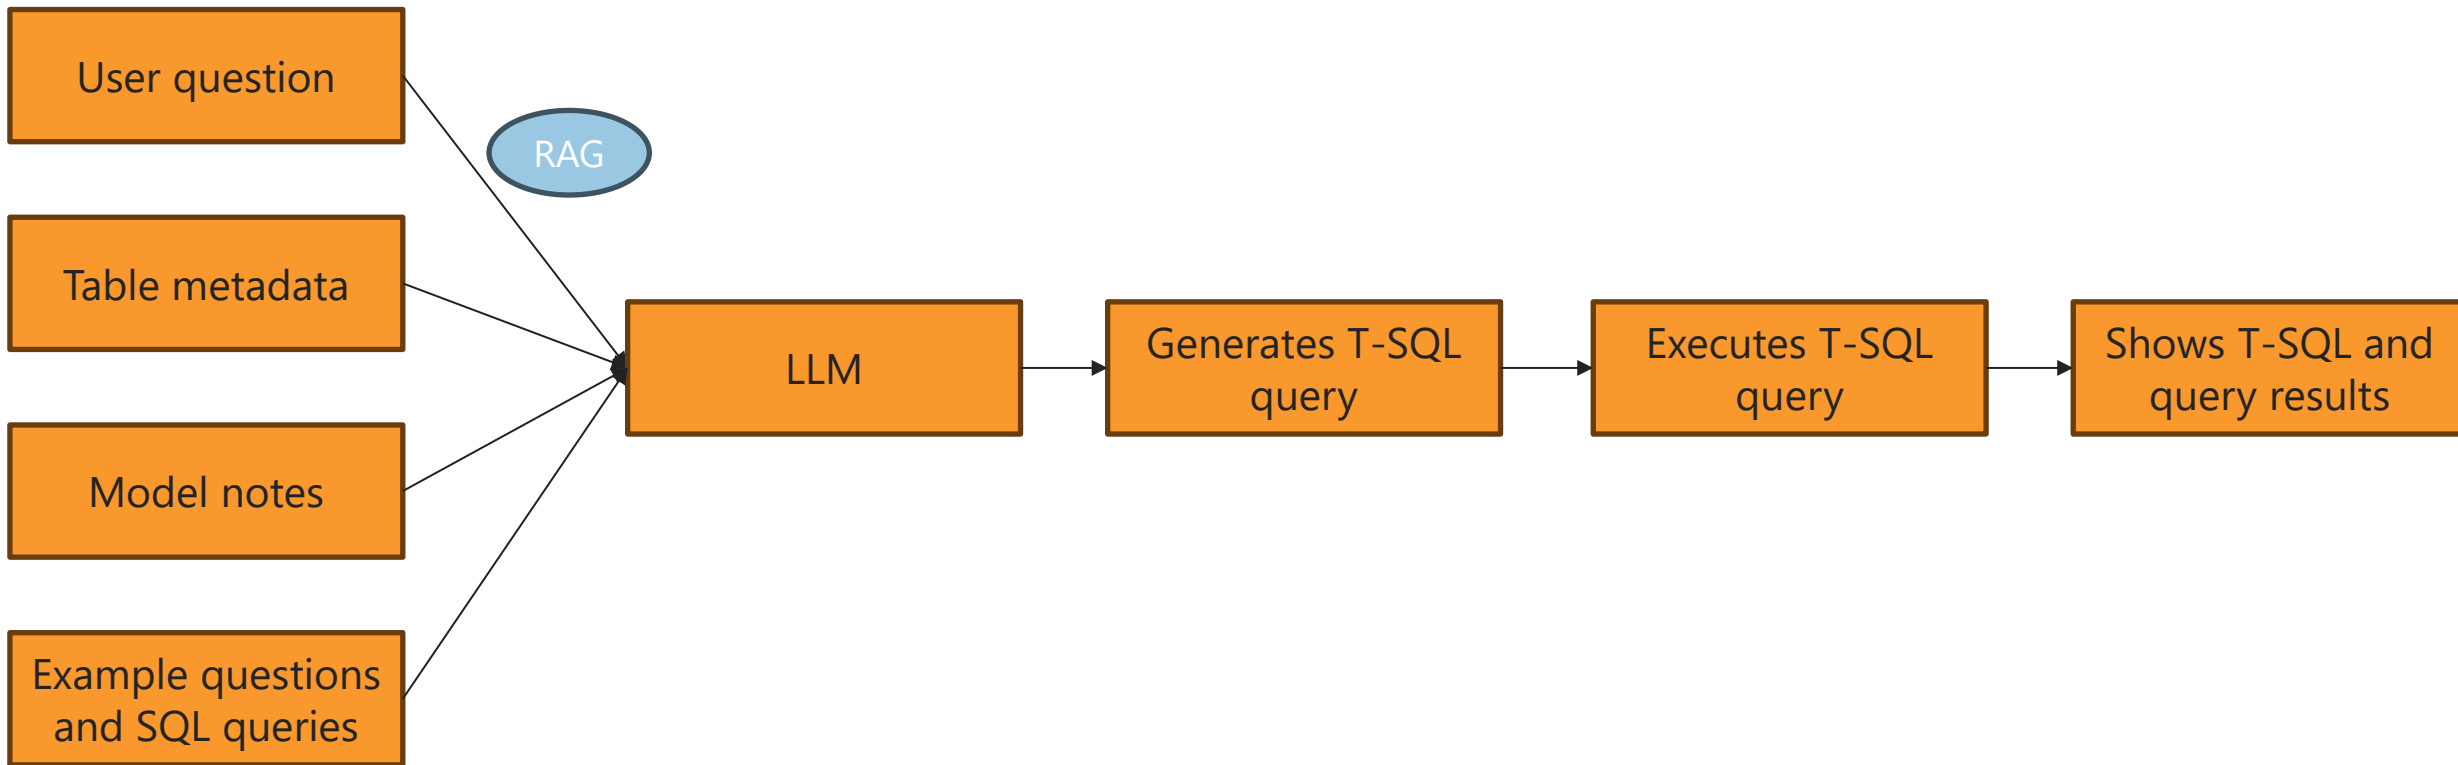 User question
RAG
Table metadata
Model notes
Example questions
and SQL queries
LLM
Generates T-SQL
query
Executes T-SQL
query
Shows T-SQL and
query results